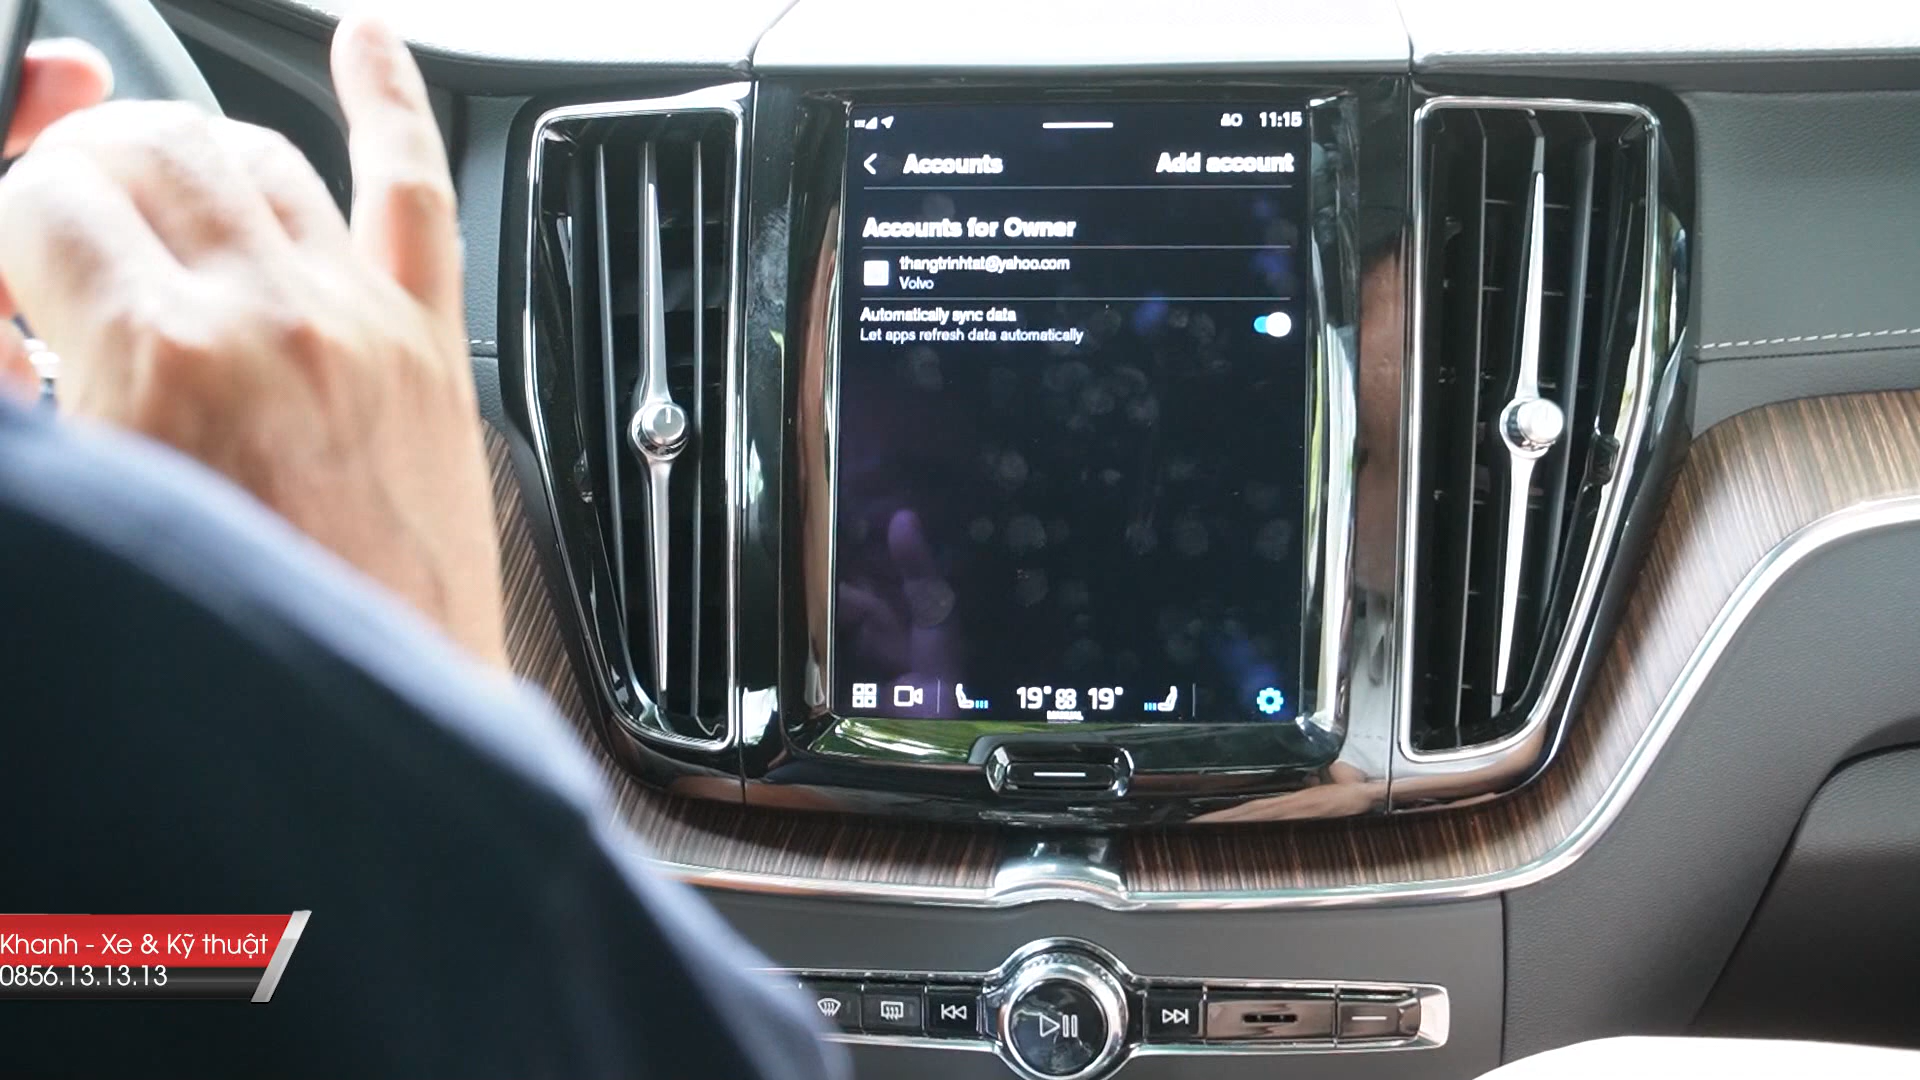 11:15
Accounts
Add account
Accounts for Owner
thangtrinhtat@yahoo.com
Volvo
Automatically sync data
Let apps refresh data automatically
19° 19°
MANUAL
Khanh - Xe & Kỹ thuật
0856.13.13.13